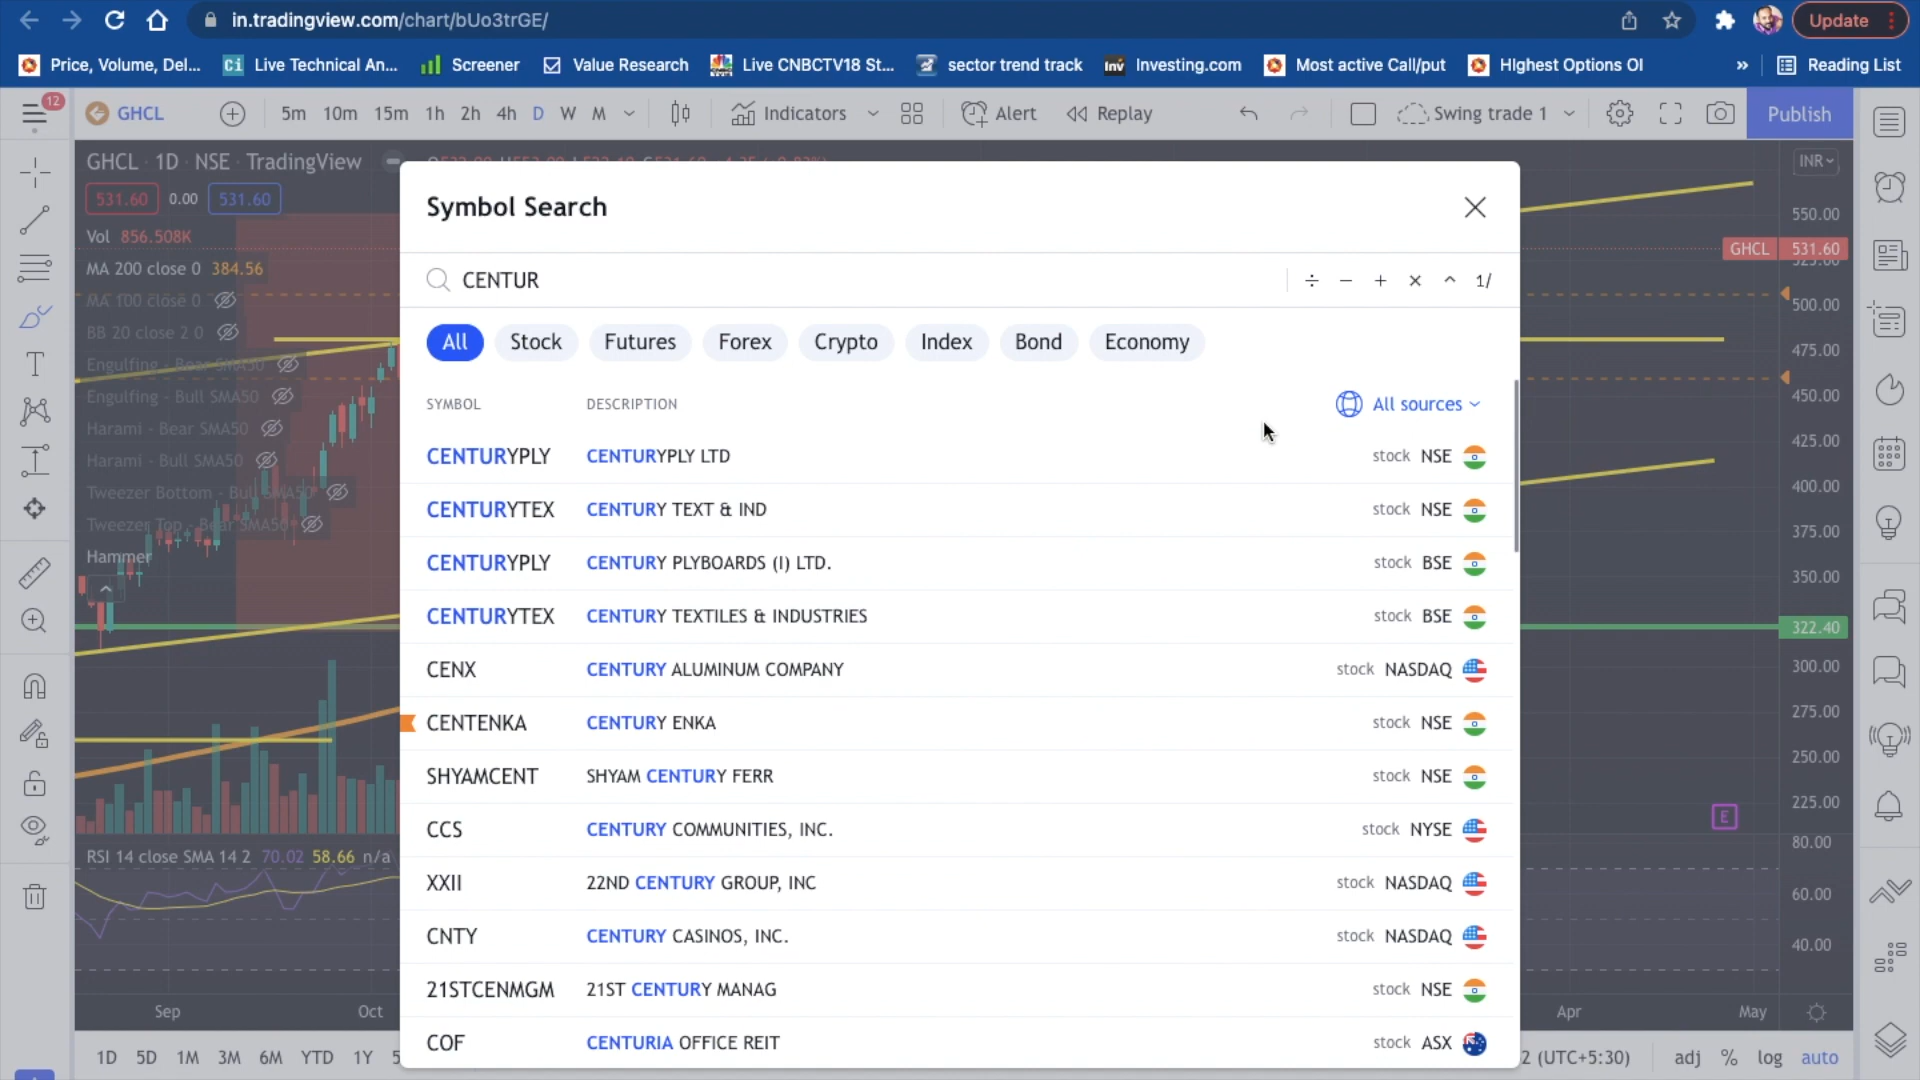 in.tradingview.com/chart/bUo3trGE/
Update
Price, Volume, Del...
Live Technical An...
Screener
Value Research
Live CNBCTV18 St...
sector trend track
Investing.com
Most active Call/put
HIghest Options OI
»
Reading List
12
GHCL
5m 10m 15m 1h 2h 4h D W M
Indicators
Alert
Replay
Swing trade 1
Publish
GHCL · 1D · NSE · TradingView
INR
531.60 0.00 531.60
Vol 856.508K
MA 200 close 0 384.56
MA 100 close 0
BB 20 close 2 0
Engulfing - Bear SMA50
Engulfing - Bull SMA50
Harami - Bear SMA50
Harami - Bull SMA50
Tweezer Bottom - Bull SMA50
Tweezer Top - Bear SMA50
Hammer
RSI 14 close SMA 14 2 70.02 58.66 n/a
Symbol Search
CENTUR
÷ − + × ^ 1/
All Stock Futures Forex Crypto Index Bond Economy
SYMBOL DESCRIPTION All sources
CENTURYPLY CENTURYPLY LTD stock NSE
CENTURYTEX CENTURY TEXT & IND stock NSE
CENTURYPLY CENTURY PLYBOARDS (I) LTD. stock BSE
CENTURYTEX CENTURY TEXTILES & INDUSTRIES stock BSE
CENX CENTURY ALUMINUM COMPANY stock NASDAQ
CENTENKA CENTURY ENKA stock NSE
SHYAMCENT SHYAM CENTURY FERR stock NSE
CCS CENTURY COMMUNITIES, INC. stock NYSE
XXII 22ND CENTURY GROUP, INC stock NASDAQ
CNTY CENTURY CASINOS, INC. stock NASDAQ
21STCENMGM 21ST CENTURY MANAG stock NSE
COF CENTURIA OFFICE REIT stock ASX
550.00
GHCL 531.60
525.00
500.00
475.00
450.00
425.00
400.00
375.00
350.00
322.40
300.00
275.00
250.00
225.00
E
80.00
60.00
40.00
Sep Oct Apr May
1D 5D 1M 3M 6M YTD 1Y 5
2 (UTC+5:30) adj % log auto